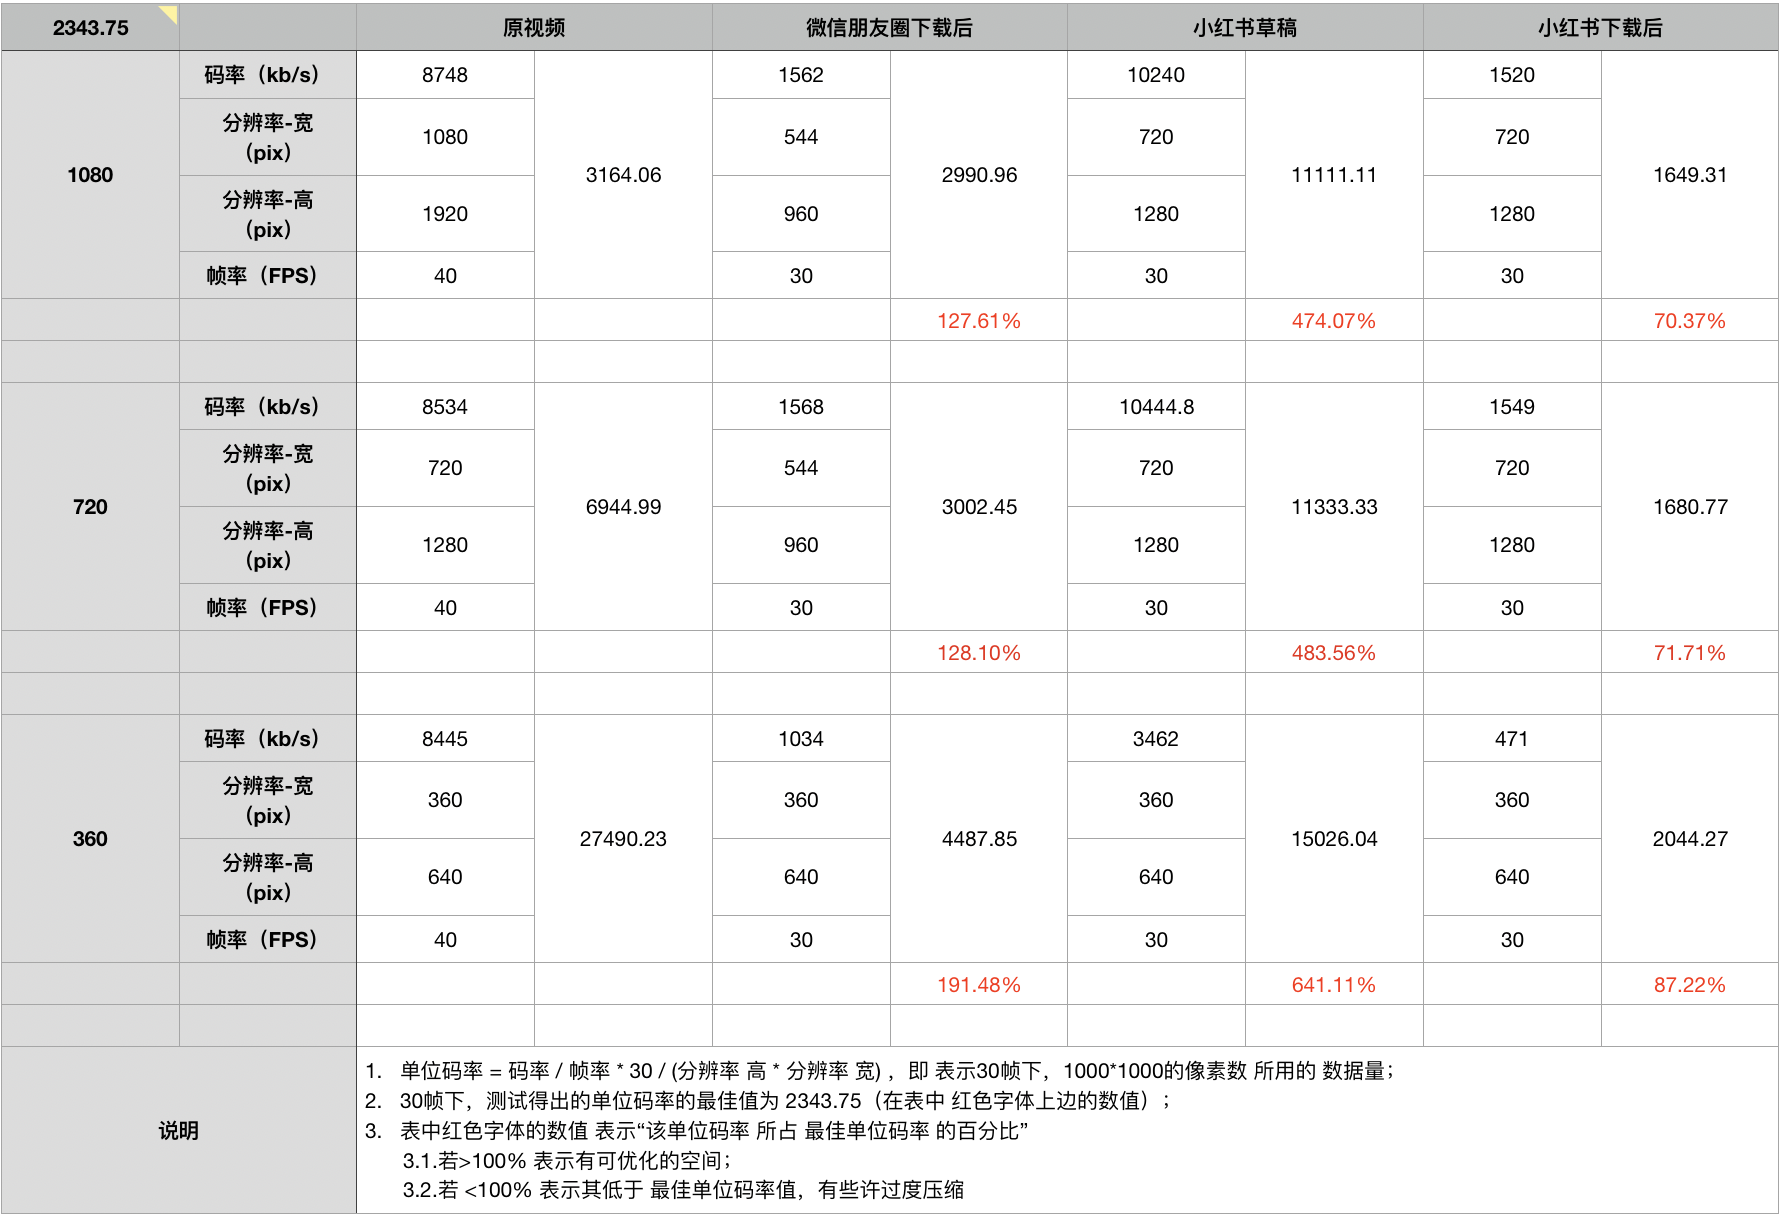 2343.75 原视频 微信朋友圈下载后 小红书草稿 小红书下载后
1080
码率（kb/s） 8748 1562 10240 1520
分辨率-宽
（pix） 1080 544 720 720
3164.06 2990.96 11111.11 1649.31
分辨率-高
（pix） 1920 960 1280 1280
帧率（FPS） 40 30 30 30
127.61% 474.07% 70.37%
720
码率（kb/s） 8534 1568 10444.8 1549
分辨率-宽
（pix） 720 544 720 720
6944.99 3002.45 11333.33 1680.77
分辨率-高
（pix） 1280 960 1280 1280
帧率（FPS） 40 30 30 30
128.10% 483.56% 71.71%
360
码率（kb/s） 8445 1034 3462 471
分辨率-宽
（pix） 360 360 360 360
27490.23 4487.85 15026.04 2044.27
分辨率-高
（pix） 640 640 640 640
帧率（FPS） 40 30 30 30
191.48% 641.11% 87.22%
说明
1. 单位码率 = 码率 / 帧率 * 30 / (分辨率 高 * 分辨率 宽) ，即 表示30帧下，1000*1000的像素数 所用的 数据量；
2. 30帧下，测试得出的单位码率的最佳值为 2343.75（在表中 红色字体上边的数值）；
3. 表中红色字体的数值 表示“该单位码率 所占 最佳单位码率 的百分比”
3.1.若>100% 表示有可优化的空间；
3.2.若 <100% 表示其低于 最佳单位码率值，有些许过度压缩